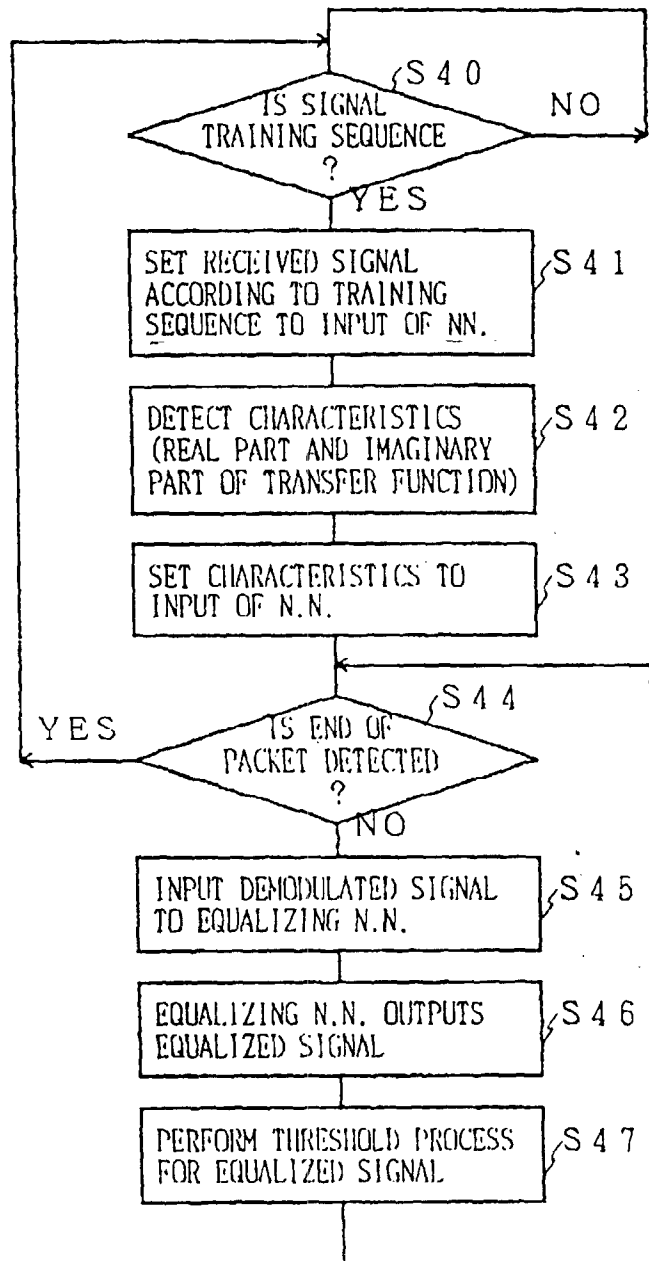 S40
IS SIGNAL
TRAINING SEQUENCE
?
NO
YES
SET RECEIVED SIGNAL
ACCORDING TO TRAINING
SEQUENCE TO INPUT OF NN.
S41
DETECT CHARACTERISTICS
(REAL PART AND IMAGINARY
PART OF TRANSFER FUNCTION)
S42
SET CHARACTERISTICS TO
INPUT OF N.N.
S43
S44
IS END OF
PACKET DETECTED
?
YES
NO
INPUT DEMODULATED SIGNAL
TO EQUALIZING N.N.
S45
EQUALIZING N.N. OUTPUTS
EQUALIZED SIGNAL
S46
PERFORM THRESHOLD PROCESS
FOR EQUALIZED SIGNAL
S47